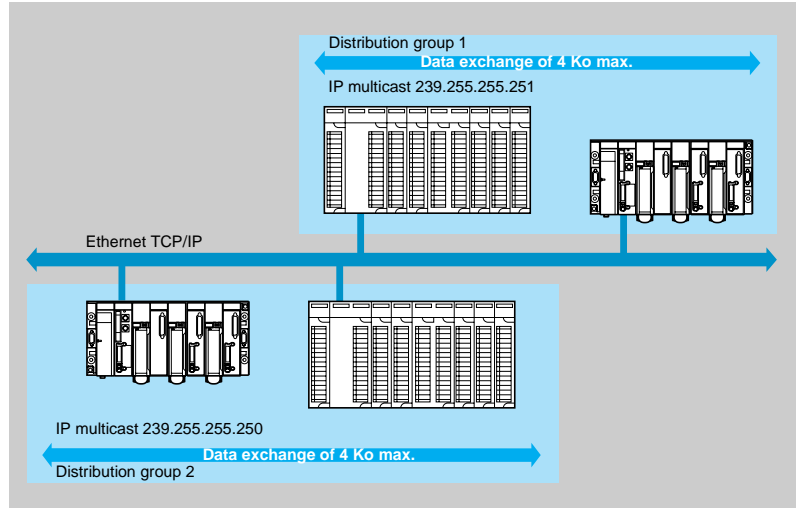 Distribution group 1
Data exchange of 4 Ko max.
IP multicast 239.255.255.251
Ethernet TCP/IP
IP multicast 239.255.255.250
Data exchange of 4 Ko max.
Distribution group 2